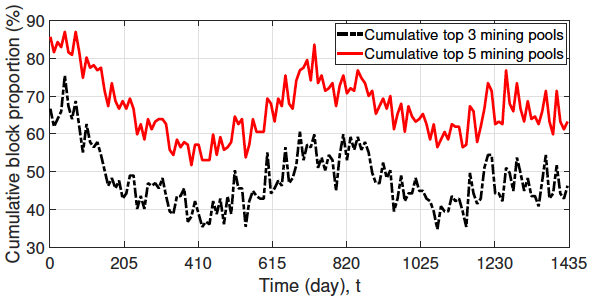 Cumulative block proportion (%)
90
80
70
60
50
40
30
Cumulative top 3 mining pools
Cumulative top 5 mining pools
0 205 410 615 820 1025 1230 1435
Time (day), t